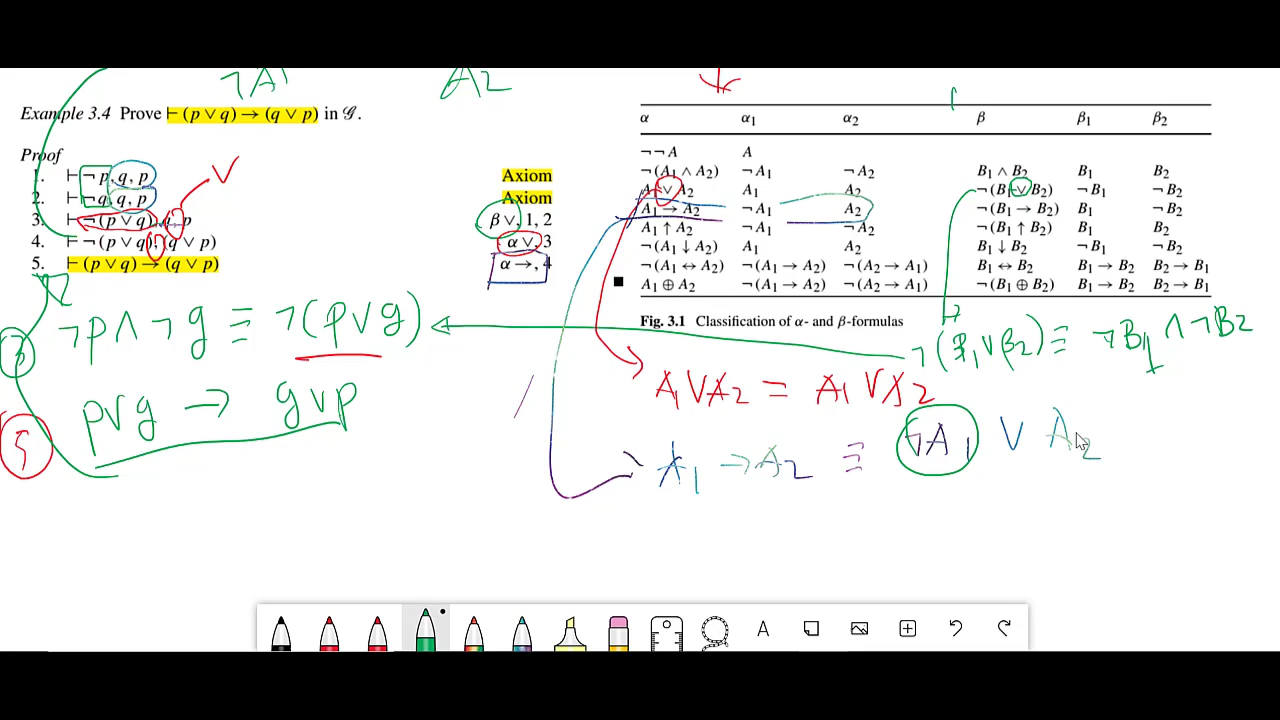 ¬A1 A2
Example 3.4 Prove ⊢ (p ∨ q) → (q ∨ p) in 𝒢.
Proof
1. ⊢ ¬ p, q, p Axiom
2. ⊢ ¬ q, q, p Axiom
3. ⊢ ¬ (p ∨ q), q, p β ∨, 1, 2
4. ⊢ ¬ (p ∨ q), (q ∨ p) α ∨, 3
5. ⊢ (p ∨ q) → (q ∨ p) α →, 4
∨
■
α α1 α2 β β1 β2
¬ ¬ A A
¬ (A1 ∧ A2) ¬ A1 ¬ A2 B1 ∧ B2 B1 B2
A1 ∨ A2 A1 A2 ¬ (B1 ∨ B2) ¬ B1 ¬ B2
A1 → A2 ¬ A1 A2 ¬ (B1 → B2) B1 ¬ B2
A1 ↑ A2 ¬ A1 ¬ A2 ¬ (B1 ↑ B2) B1 B2
¬ (A1 ↓ A2) A1 A2 B1 ↓ B2 ¬ B1 ¬ B2
¬ (A1 ↔ A2) ¬ (A1 → A2) ¬ (A2 → A1) B1 ↔ B2 B1 → B2 B2 → B1
A1 ⊕ A2 ¬ (A1 → A2) ¬ (A2 → A1) ¬ (B1 ⊕ B2) B1 → B2 B2 → B1
Fig. 3.1 Classification of α- and β-formulas
3 ¬p ∧ ¬q ≡ ¬(p∨q)
¬(β1∨β2) ≡ ¬B1 ∧ ¬B2
5 p∨q → q∨p
A1 ∨ A2 = A1 ∨ A2
A1 → A2 ≡ ¬A1 ∨ A2
A